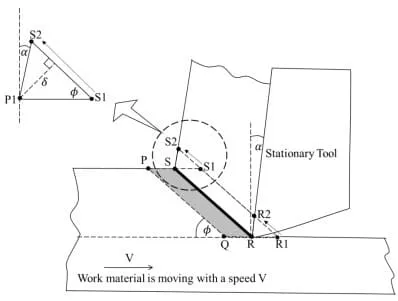 S2
α
δ
P1
ϕ
S1
S2
P
S
S1
α
Stationary Tool
R2
ϕ
Q
R
R1
V
Work material is moving with a speed V